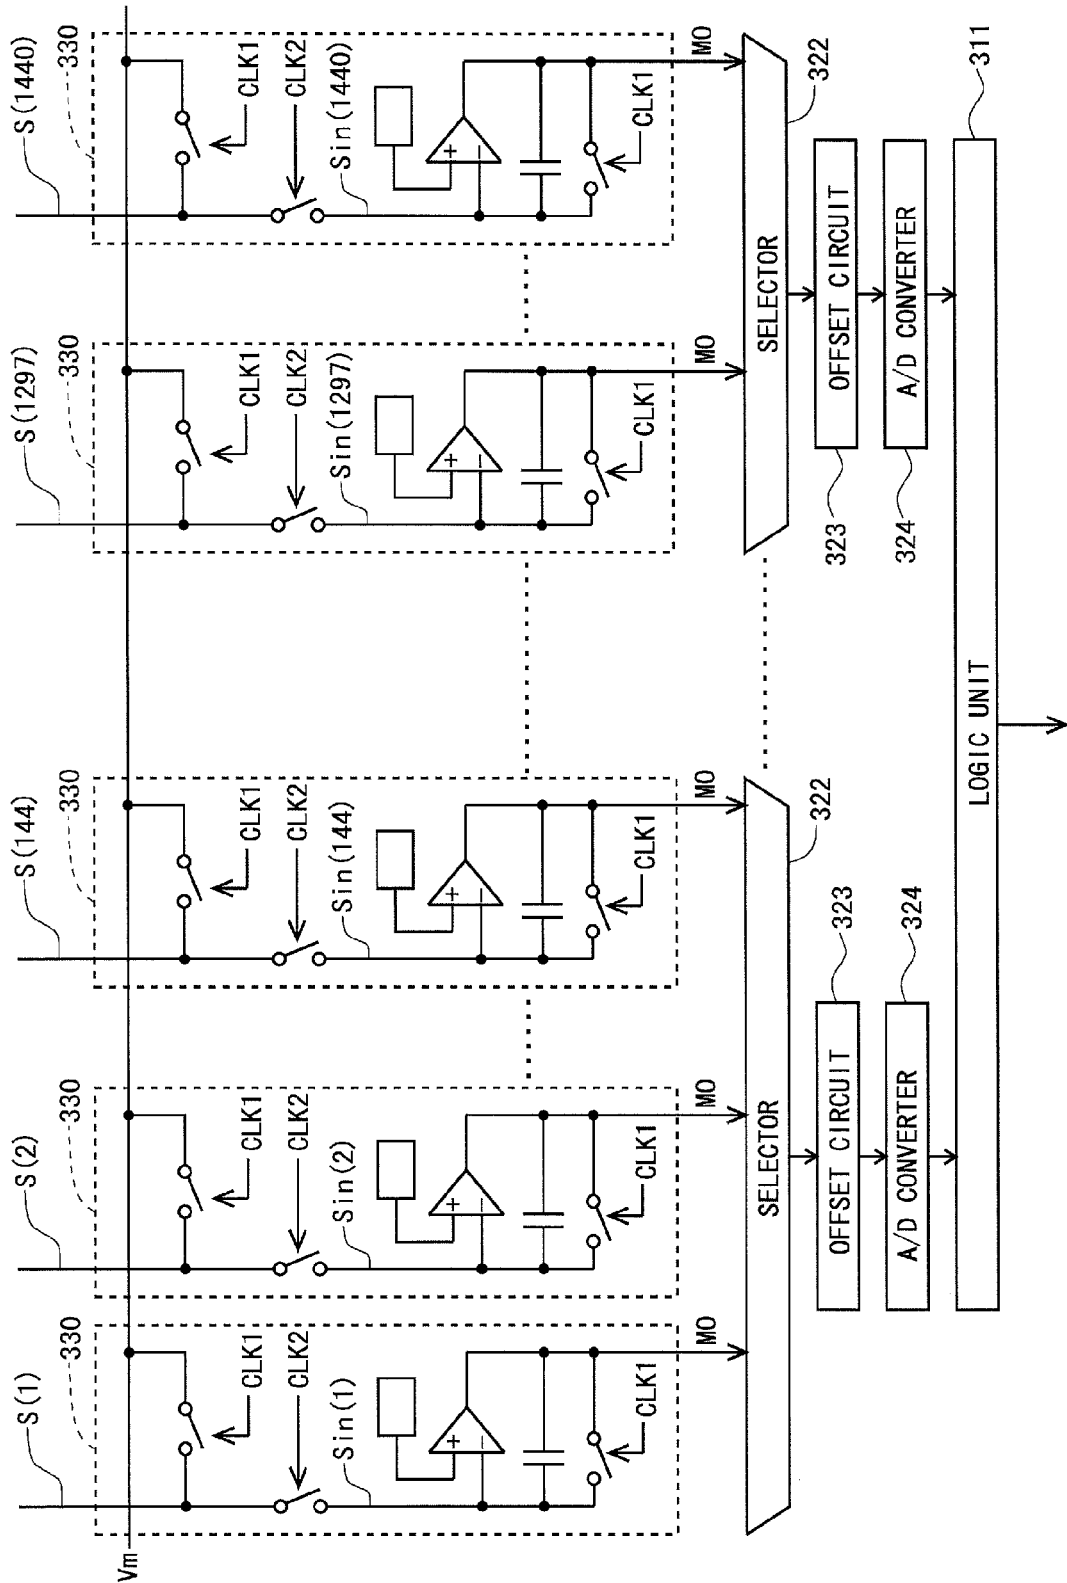 S(1)
S(2)
S(144)
S(1297)
S(1440)
330
330
330
330
330
Vm
CLK1
CLK1
CLK1
CLK1
CLK1
CLK2
CLK2
CLK2
CLK2
CLK2
Sin(1)
Sin(2)
Sin(144)
Sin(1297)
Sin(1440)
+
−
+
−
+
−
+
−
+
−
CLK1
CLK1
CLK1
CLK1
CLK1
MO
MO
MO
MO
MO
SELECTOR
322
SELECTOR
322
OFFSET CIRCUIT
323
OFFSET CIRCUIT
323
A/D CONVERTER
324
A/D CONVERTER
324
LOGIC UNIT
311